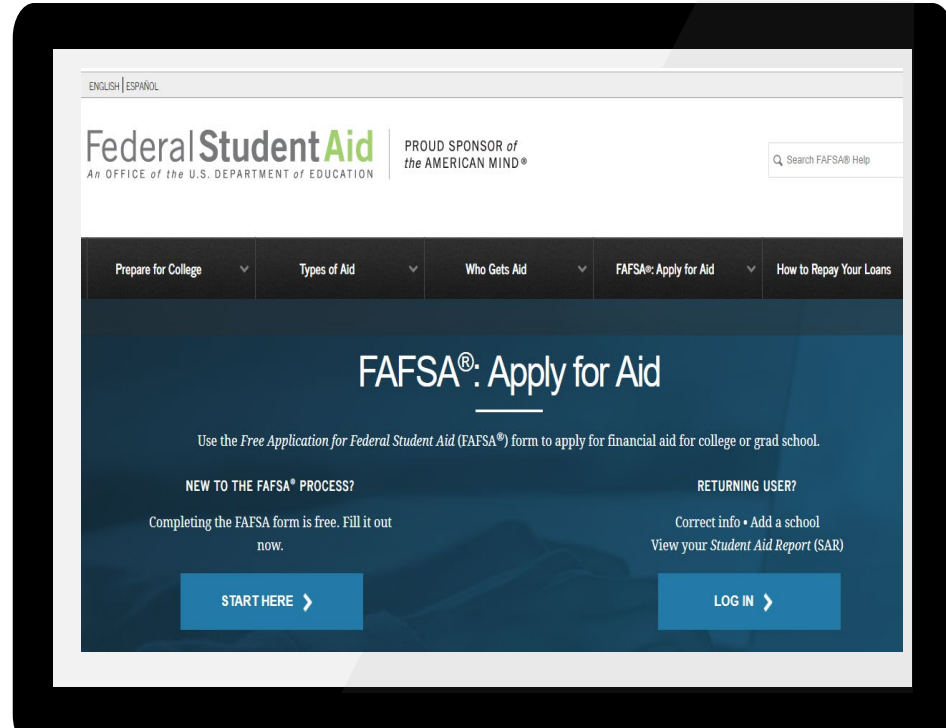 ENGLISH | ESPAÑOL
Federal Student Aid
An OFFICE of the U.S. DEPARTMENT of EDUCATION
PROUD SPONSOR of
the AMERICAN MIND®
Search FAFSA® Help
Prepare for College
Types of Aid
Who Gets Aid
FAFSA®: Apply for Aid
How to Repay Your Loans
FAFSA®: Apply for Aid
Use the Free Application for Federal Student Aid (FAFSA®) form to apply for financial aid for college or grad school.
NEW TO THE FAFSA® PROCESS?
Completing the FAFSA form is free. Fill it out
now.
START HERE
RETURNING USER?
Correct info • Add a school
View your Student Aid Report (SAR)
LOG IN